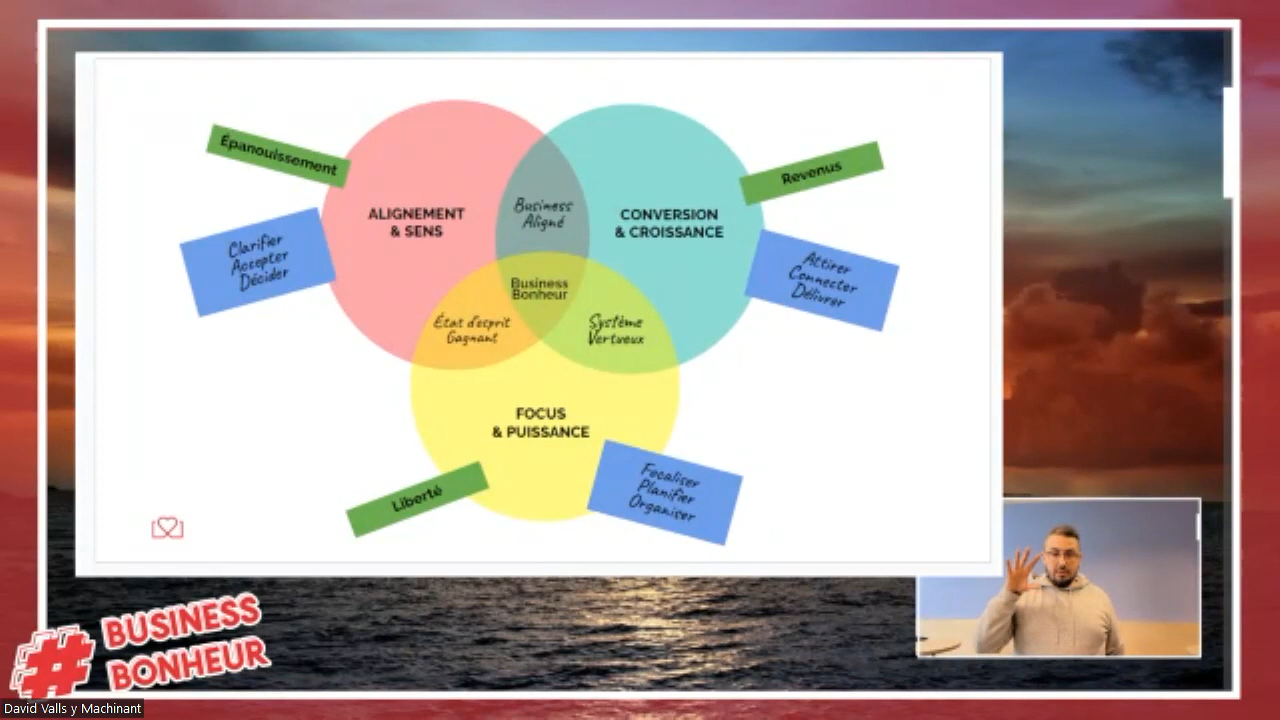 Épanouissement
Revenus
ALIGNEMENT
& SENS
Business
Aligné
CONVERSION
& CROISSANCE
Clarifier
Accepter
Décider
Attirer
Connecter
Délivrer
Business
Bonheur
État d'esprit
Gagnant
Système
Vertueux
FOCUS
& PUISSANCE
Liberté
Focaliser
Planifier
Organiser
# BUSINESS
BONHEUR
David Valls y Machinant